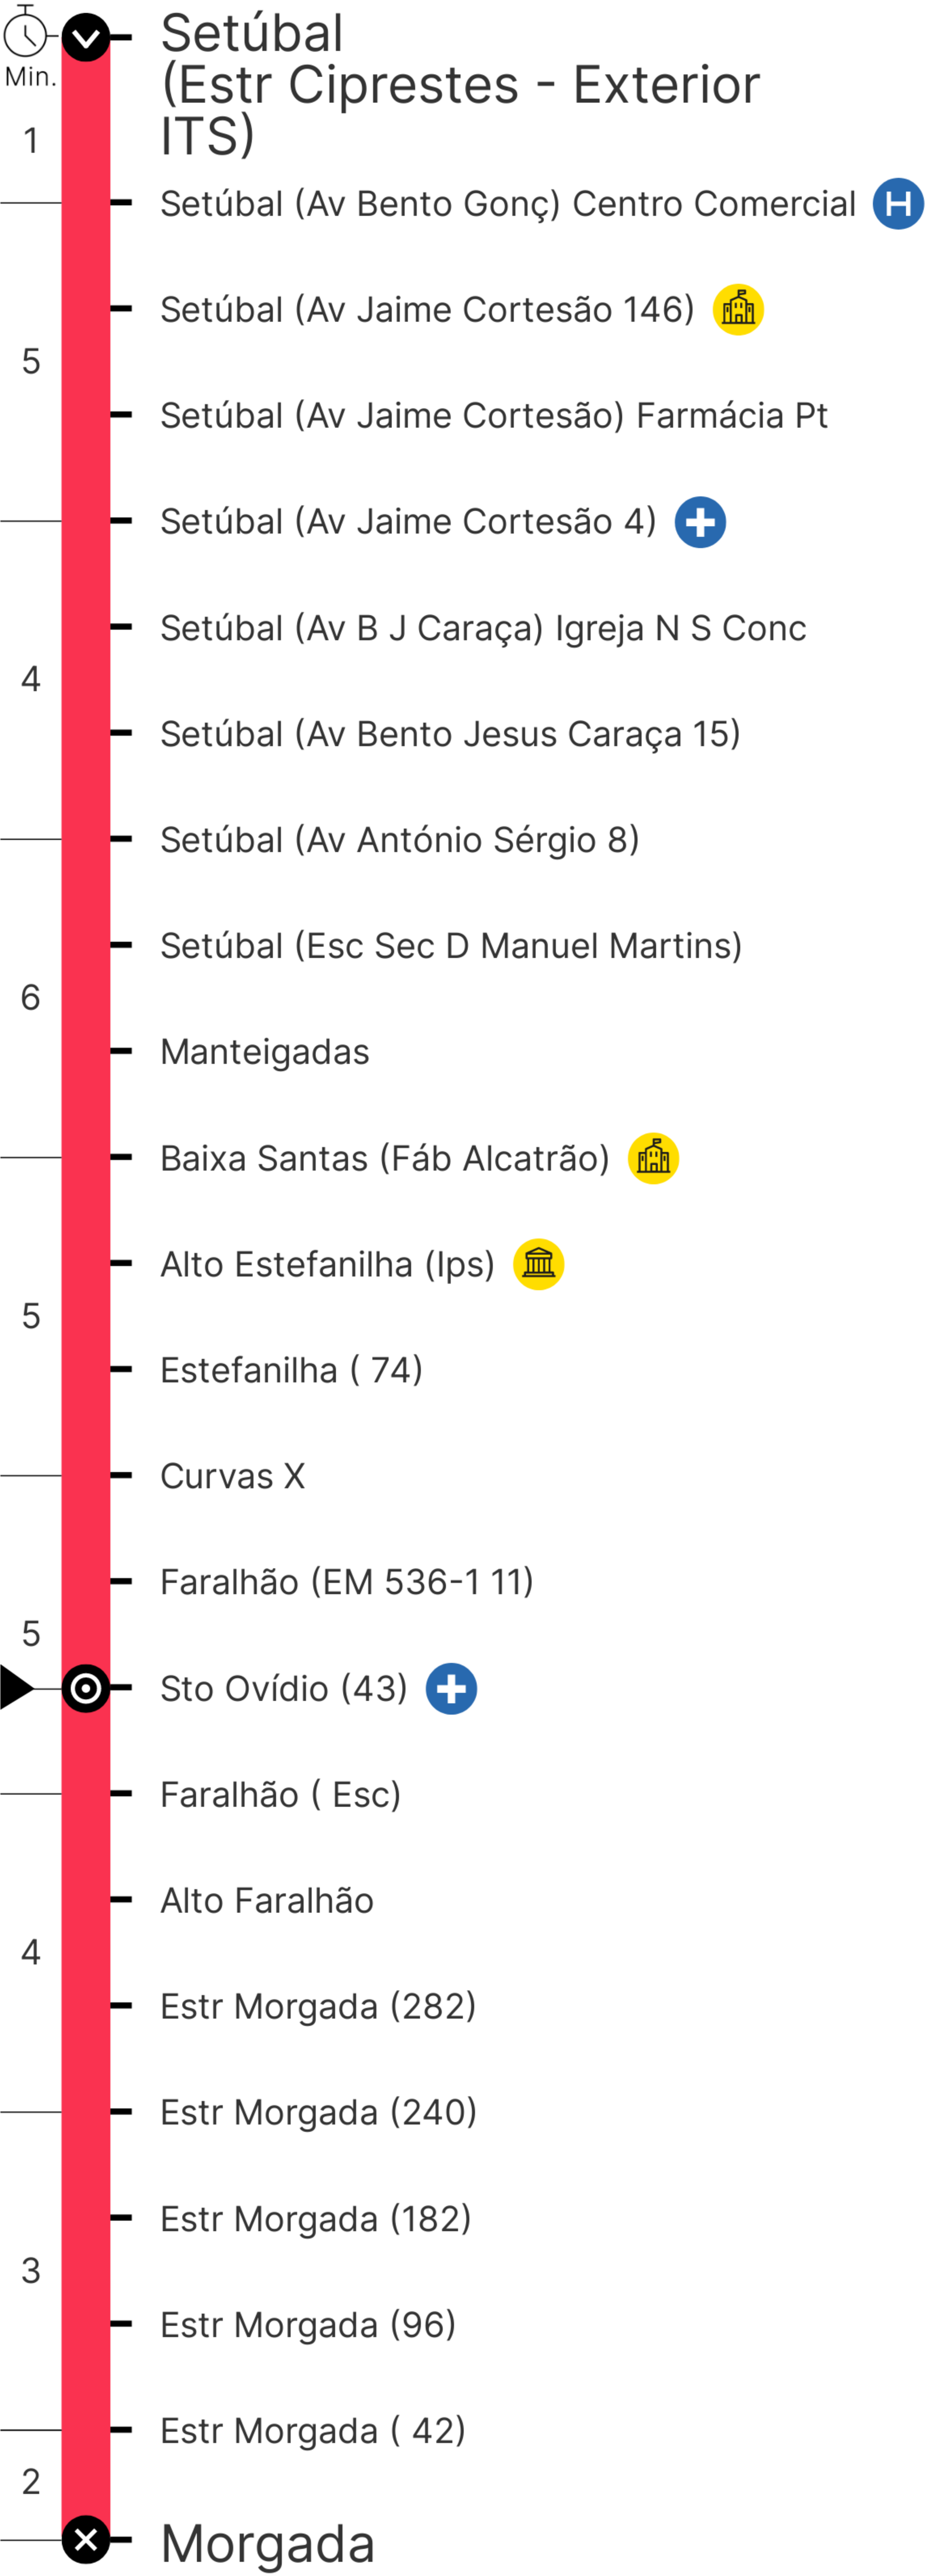 Min.
Setúbal
(Estr Ciprestes - Exterior
ITS)
1
Setúbal (Av Bento Gonç) Centro Comercial H
Setúbal (Av Jaime Cortesão 146)
5
Setúbal (Av Jaime Cortesão) Farmácia Pt
Setúbal (Av Jaime Cortesão 4)
Setúbal (Av B J Caraça) Igreja N S Conc
4
Setúbal (Av Bento Jesus Caraça 15)
Setúbal (Av António Sérgio 8)
Setúbal (Esc Sec D Manuel Martins)
6
Manteigadas
Baixa Santas (Fáb Alcatrão)
Alto Estefanilha (Ips)
5
Estefanilha ( 74)
Curvas X
Faralhão (EM 536-1 11)
5
Sto Ovídio (43)
Faralhão ( Esc)
Alto Faralhão
4
Estr Morgada (282)
Estr Morgada (240)
Estr Morgada (182)
3
Estr Morgada (96)
Estr Morgada ( 42)
2
Morgada